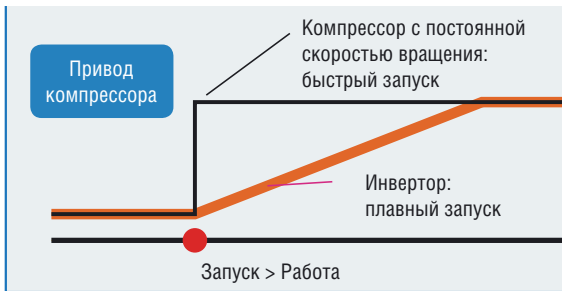 Привод
компрессора
Компрессор с постоянной
скоростью вращения:
быстрый запуск
Инвертор:
плавный запуск
Запуск > Работа